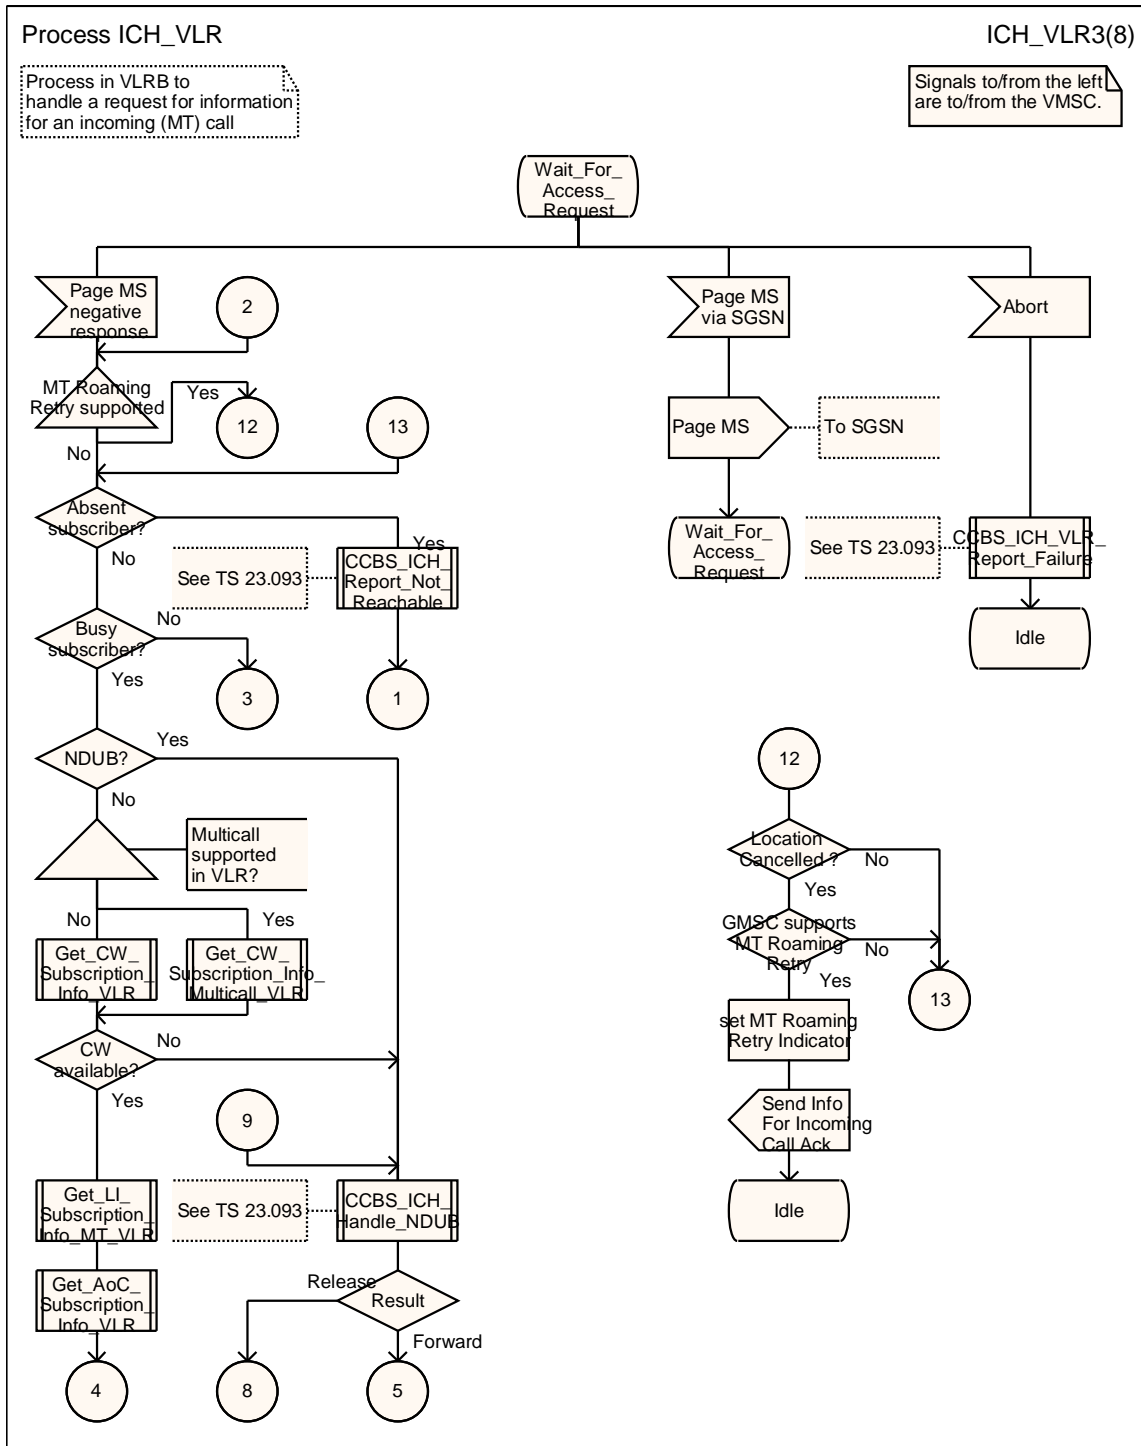 Process ICH_VLR
ICH_VLR3(8)
Process in VLRB to
handle a request for information
for an incoming (MT) call
Signals to/from the left
are to/from the VMSC.
Wait_For_
Access_
Request
Page MS
negative
response
2
Page MS
via SGSN
Abort
MT Roaming
Retry supported
Yes
No
12
13
Page MS
To SGSN
Absent
subscriber?
Yes
No
See TS 23.093
CCBS_ICH_
Report_Not_
Reachable
Wait_For_
Access_
Request
See TS 23.093
CCBS_ICH_VLR_
Report_Failure
Busy
subscriber?
No
Yes
3
1
Idle
NDUB?
Yes
No
Multicall
supported
in VLR?
No
Yes
Get_CW_
Subscription_
Info_VLR
Get_CW_
Subscription_Info_
Multicall_VLR
CW
available?
No
Yes
9
Get_LI_
Subscription_
Info_MT_VLR
See TS 23.093
CCBS_ICH_
Handle_NDUB
Get_AoC_
Subscription_
Info_VLR
Release
Result
Forward
4
8
5
12
Location
Cancelled ?
No
Yes
GMSC supports
MT Roaming
Retry
No
Yes
13
set MT Roaming
Retry Indicator
Send Info
For Incoming
Call Ack
Idle